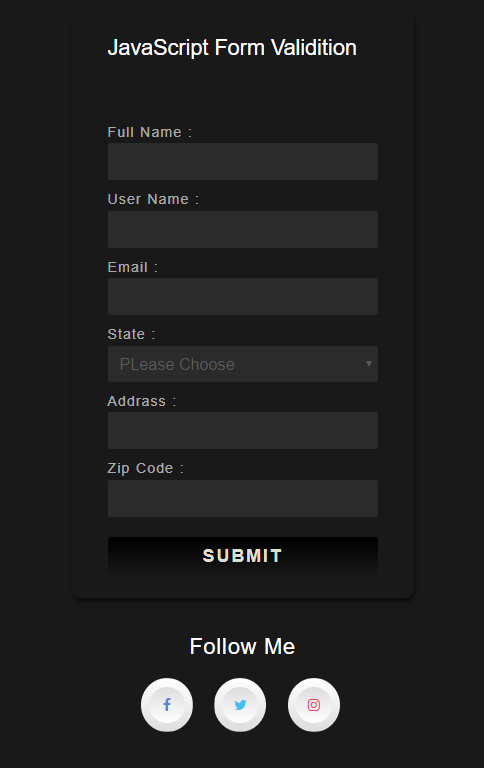 JavaScript Form Validition
Full Name :
User Name :
Email :
State :
PLease Choose
Addrass :
Zip Code :
SUBMIT
Follow Me